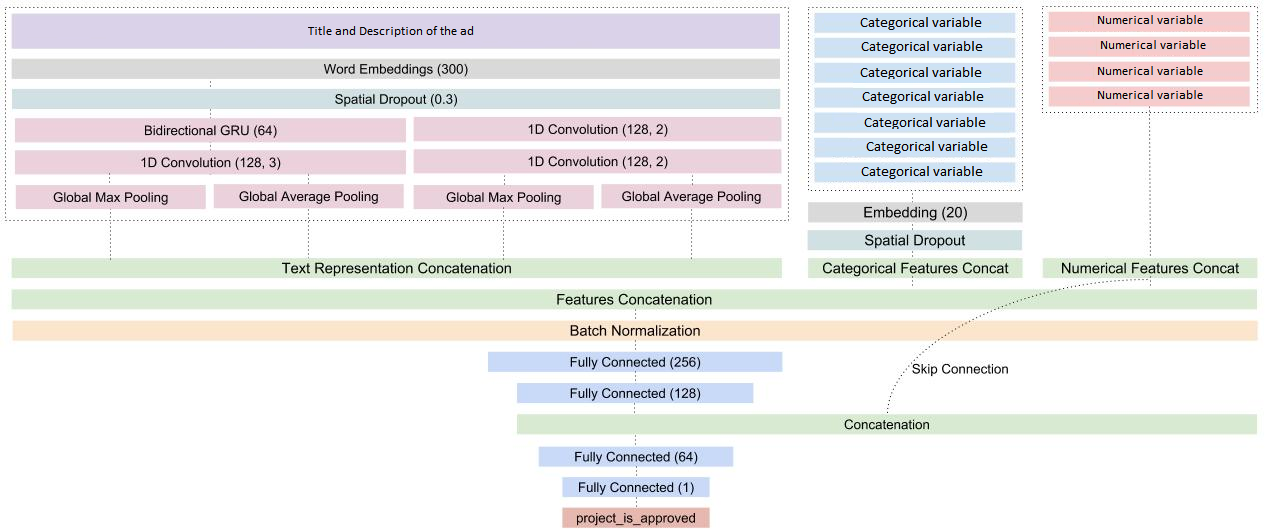 Title and Description of the ad
Word Embeddings (300)
Spatial Dropout (0.3)
Bidirectional GRU (64)
1D Convolution (128, 2)
1D Convolution (128, 3)
1D Convolution (128, 2)
Global Max Pooling
Global Average Pooling
Global Max Pooling
Global Average Pooling
Categorical variable
Categorical variable
Categorical variable
Categorical variable
Categorical variable
Categorical variable
Categorical variable
Embedding (20)
Spatial Dropout
Numerical variable
Numerical variable
Numerical variable
Numerical variable
Text Representation Concatenation
Categorical Features Concat
Numerical Features Concat
Features Concatenation
Batch Normalization
Fully Connected (256)
Skip Connection
Fully Connected (128)
Concatenation
Fully Connected (64)
Fully Connected (1)
project_is_approved